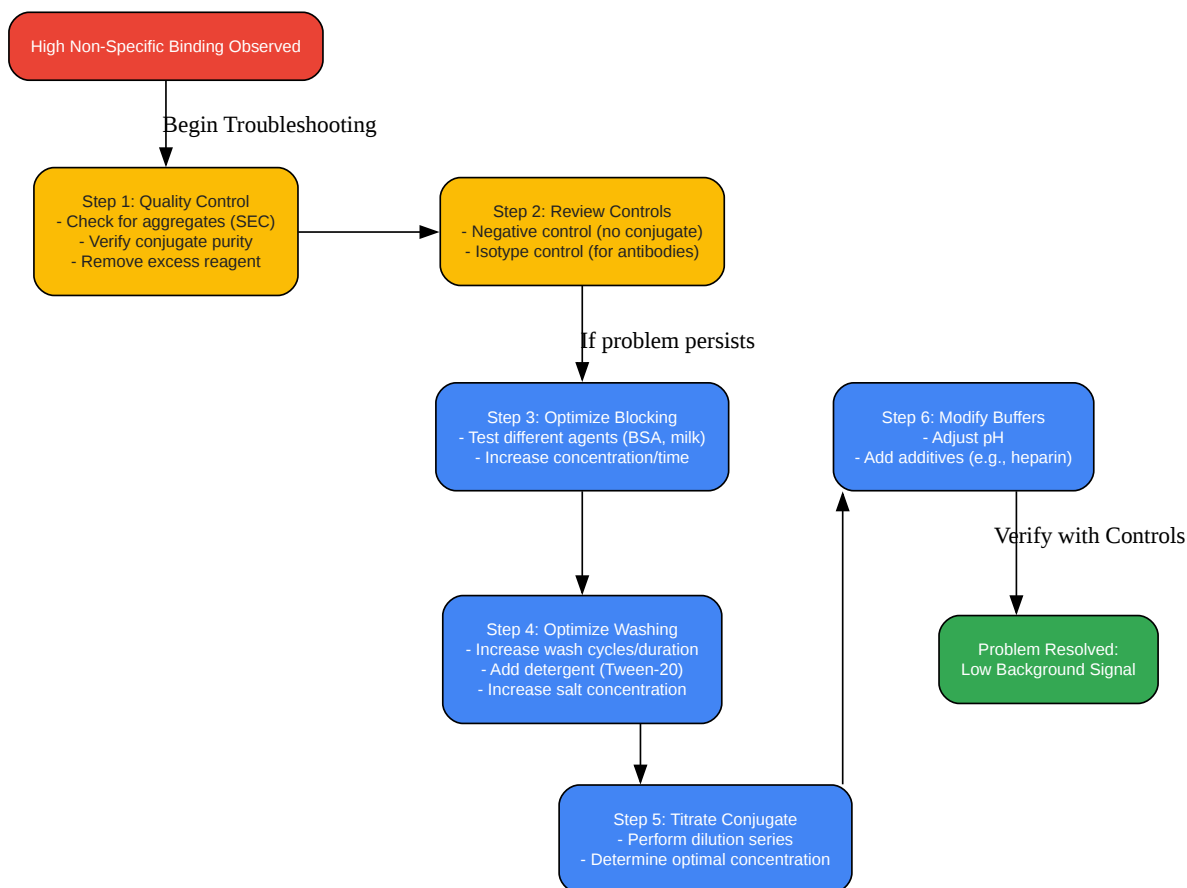 High Non-Specific Binding Observed
Begin Troubleshooting
Step 1: Quality Control
- Check for aggregates (SEC)
- Verify conjugate purity
- Remove excess reagent
Step 2: Review Controls
- Negative control (no conjugate)
- Isotype control (for antibodies)
If problem persists
Step 3: Optimize Blocking
- Test different agents (BSA, milk)
- Increase concentration/time
Step 4: Optimize Washing
- Increase wash cycles/duration
- Add detergent (Tween-20)
- Increase salt concentration
Step 5: Titrate Conjugate
- Perform dilution series
- Determine optimal concentration
Step 6: Modify Buffers
- Adjust pH
- Add additives (e.g., heparin)
Verify with Controls
Problem Resolved:
Low Background Signal